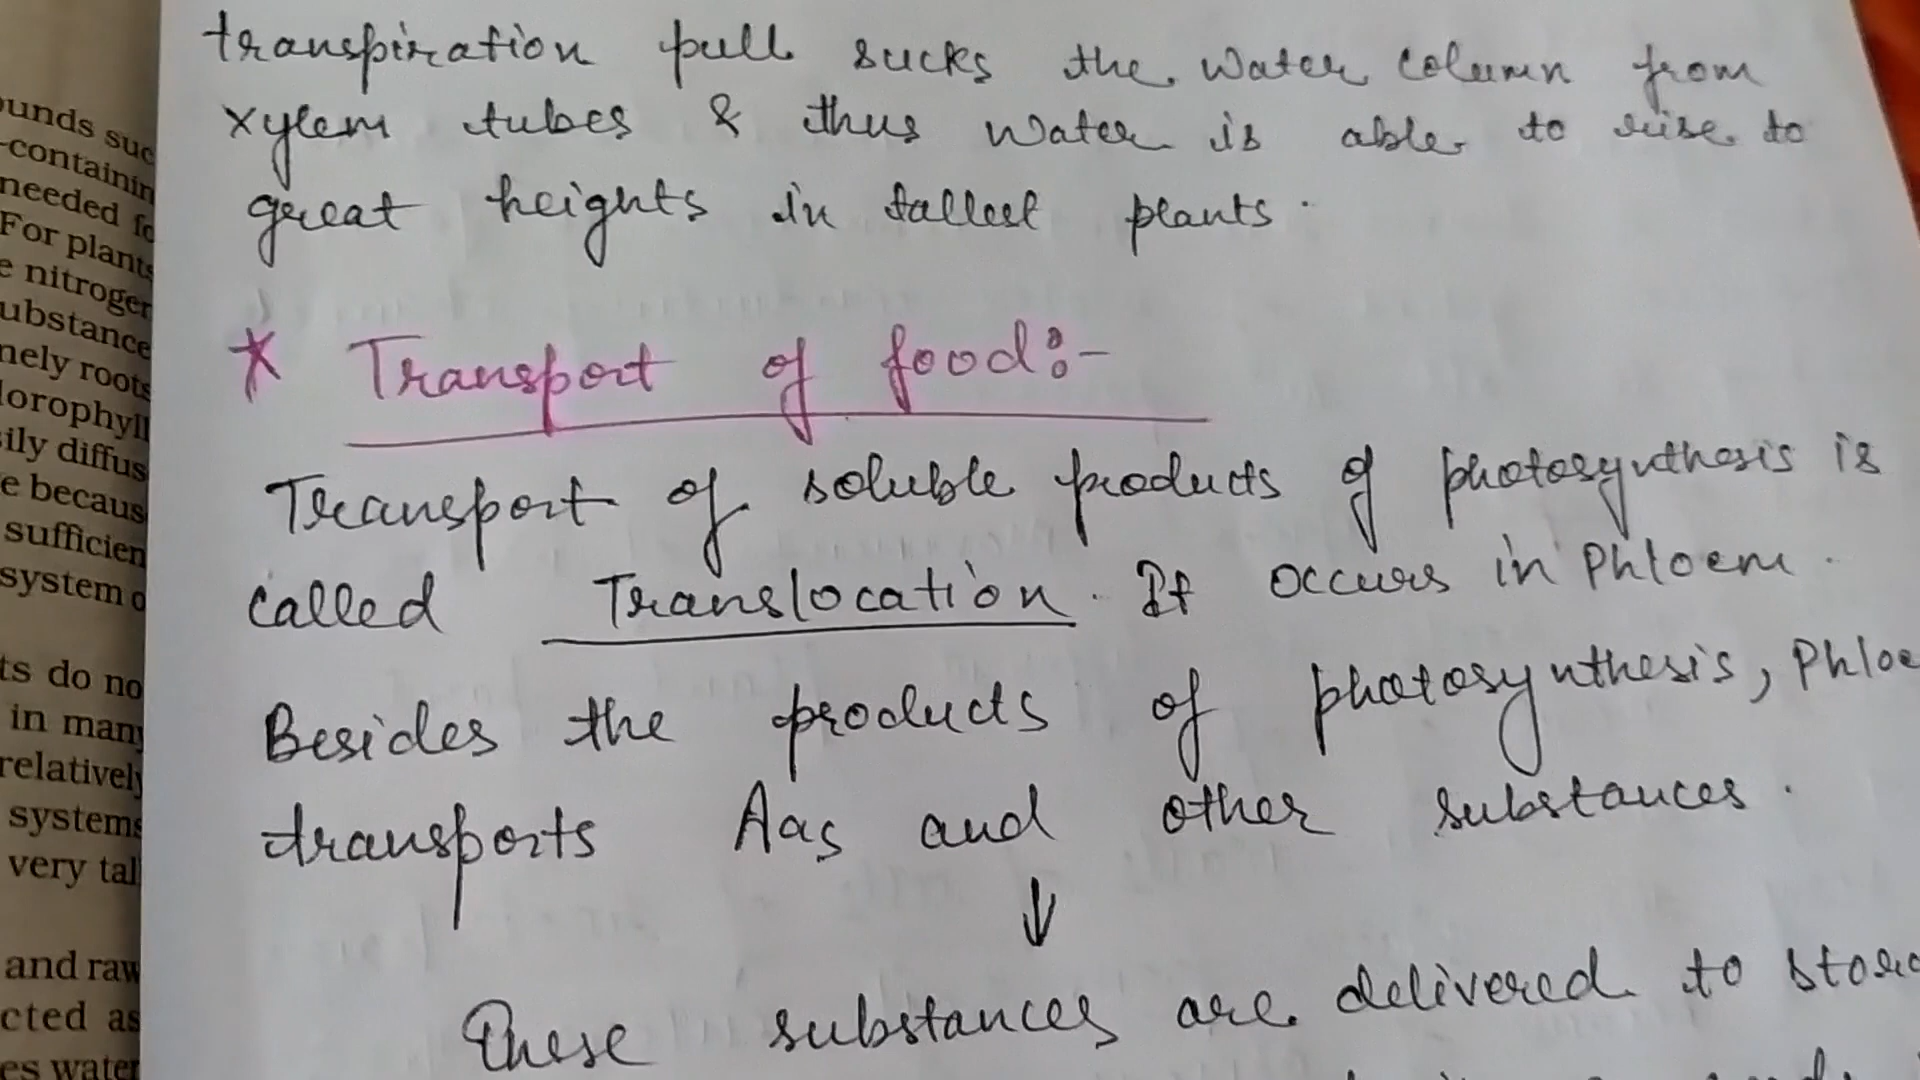 transpiration pull sucks the water column from
xylem tubes & thus water is able to rise to
great heights in tallest plants.
* Transport of food:-
Transport of soluble products of photosynthesis is
called Translocation. It occurs in Phloem.
Besides the products of photosynthesis, Phloe
transports Aas and other substances.
↓
These substances are delivered to stora
ounds suc
-containin
needed fo
For plants
e nitrogen
ubstance
nely roots
lorophyll
ily diffus
e becaus
sufficien
system o
ts do no
in many
relatively
systems
very tal
and raw
cted as
es water